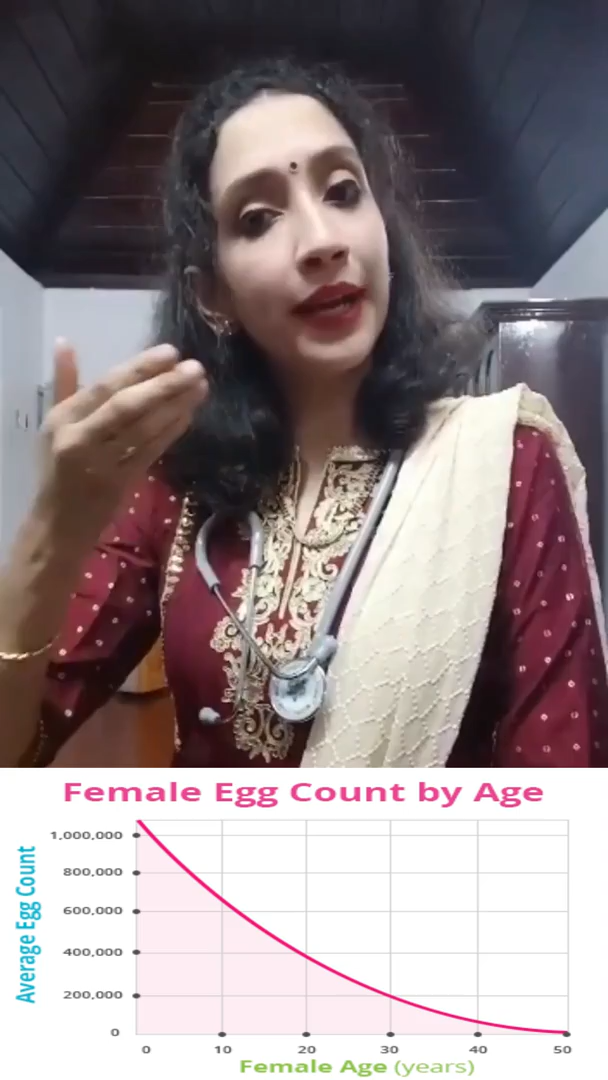 Female Egg Count by Age
Average Egg Count
1,000,000
800,000
600,000
400,000
200,000
0
0 10 20 30 40 50
Female Age (years)